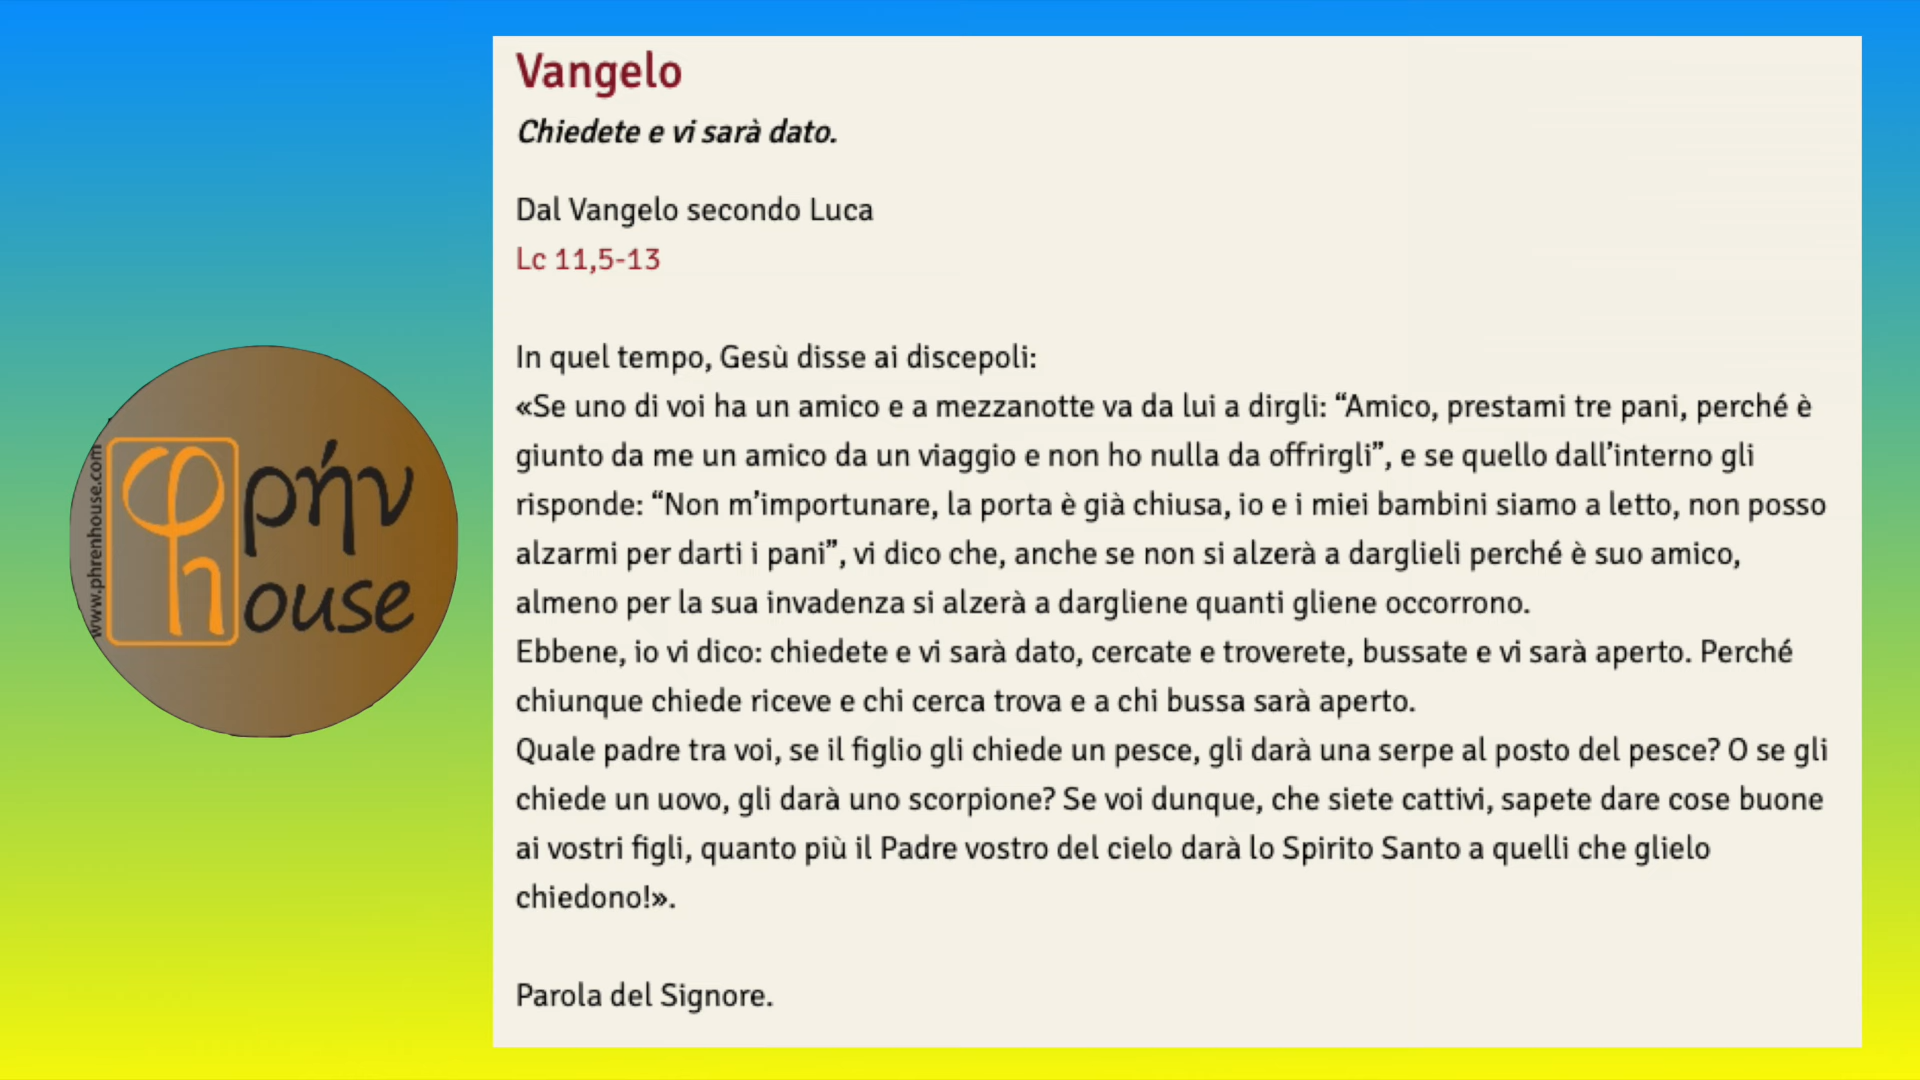 www.phrenhouse.com
φρήν
house
Vangelo
Chiedete e vi sarà dato.
Dal Vangelo secondo Luca
Lc 11,5-13
In quel tempo, Gesù disse ai discepoli:
«Se uno di voi ha un amico e a mezzanotte va da lui a dirgli: “Amico, prestami tre pani, perché è
giunto da me un amico da un viaggio e non ho nulla da offrirgli”, e se quello dall’interno gli
risponde: “Non m’importunare, la porta è già chiusa, io e i miei bambini siamo a letto, non posso
alzarmi per darti i pani”, vi dico che, anche se non si alzerà a darglieli perché è suo amico,
almeno per la sua invadenza si alzerà a dargliene quanti gliene occorrono.
Ebbene, io vi dico: chiedete e vi sarà dato, cercate e troverete, bussate e vi sarà aperto. Perché
chiunque chiede riceve e chi cerca trova e a chi bussa sarà aperto.
Quale padre tra voi, se il figlio gli chiede un pesce, gli darà una serpe al posto del pesce? O se gli
chiede un uovo, gli darà uno scorpione? Se voi dunque, che siete cattivi, sapete dare cose buone
ai vostri figli, quanto più il Padre vostro del cielo darà lo Spirito Santo a quelli che glielo
chiedono!».
Parola del Signore.